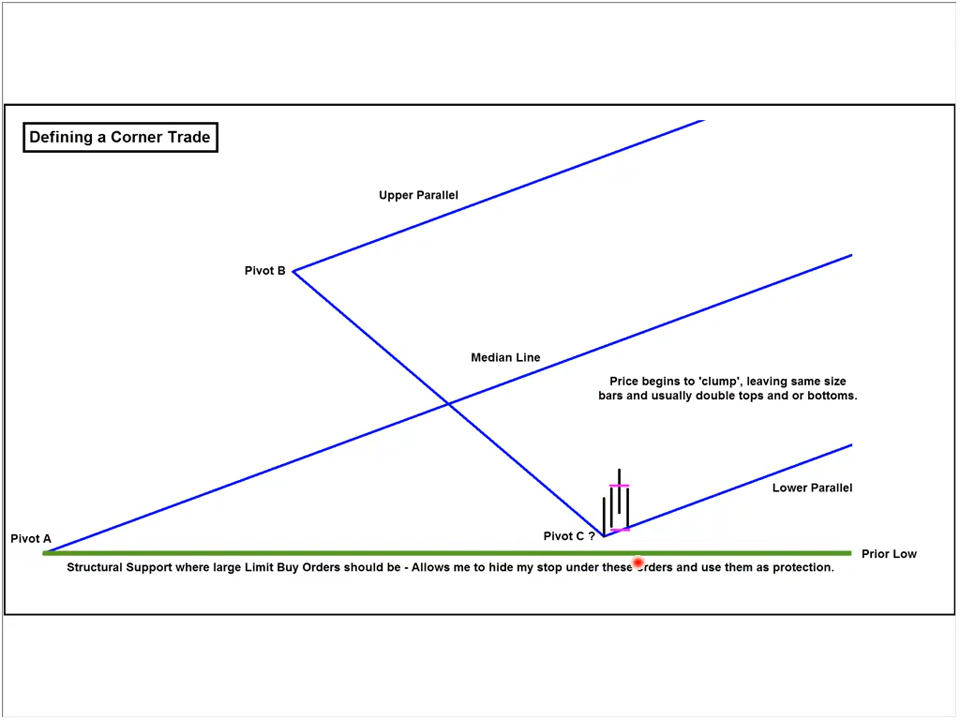 Defining a Corner Trade
Upper Parallel
Pivot B
Median Line
Price begins to 'clump', leaving same size
bars and usually double tops and or bottoms.
Lower Parallel
Pivot C ?
Pivot A
Prior Low
Structural Support where large Limit Buy Orders should be - Allows me to hide my stop under these orders and use them as protection.